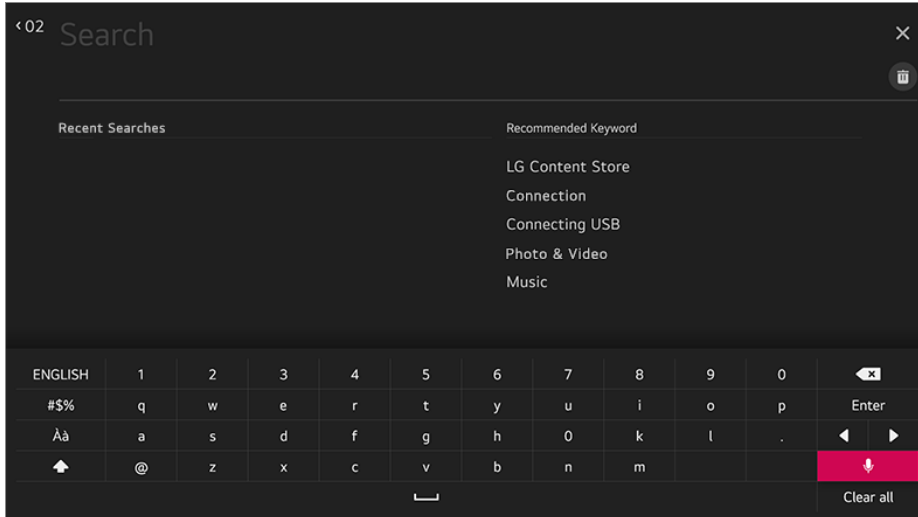 ‹02 Search
Recent Searches
Recommended Keyword
LG Content Store
Connection
Connecting USB
Photo & Video
Music
ENGLISH 1 2 3 4 5 6 7 8 9 0
#$% q w e r t y u i o p Enter
Àà a s d f g h 0 k l .
@ z x c v b n m
Clear all